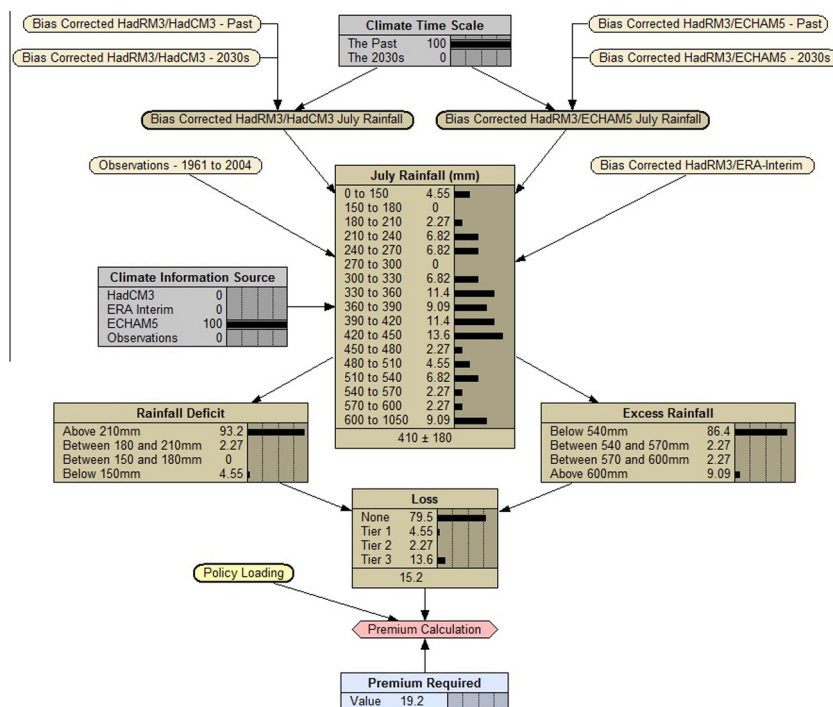 Bias Corrected HadRM3/HadCM3 - Past
Bias Corrected HadRM3/HadCM3 - 2030s
Climate Time Scale
The Past 100
The 2030s 0
Bias Corrected HadRM3/ECHAM5 - Past
Bias Corrected HadRM3/ECHAM5 - 2030s
Bias Corrected HadRM3/HadCM3 July Rainfall
Bias Corrected HadRM3/ECHAM5 July Rainfall
Observations - 1961 to 2004
Bias Corrected HadRM3/ERA-Interim
July Rainfall (mm)
0 to 150 4.55
150 to 180 0
180 to 210 2.27
210 to 240 6.82
240 to 270 6.82
270 to 300 0
300 to 330 6.82
330 to 360 11.4
360 to 390 9.09
390 to 420 11.4
420 to 450 13.6
450 to 480 2.27
480 to 510 4.55
510 to 540 6.82
540 to 570 2.27
570 to 600 2.27
600 to 1050 9.09
410 ± 180
Climate Information Source
HadCM3 0
ERA Interim 0
ECHAM5 100
Observations 0
Rainfall Deficit
Above 210mm 93.2
Between 180 and 210mm 2.27
Between 150 and 180mm 0
Below 150mm 4.55
Excess Rainfall
Below 540mm 86.4
Between 540 and 570mm 2.27
Between 570 and 600mm 2.27
Above 600mm 9.09
Loss
None 79.5
Tier 1 4.55
Tier 2 2.27
Tier 3 13.6
15.2
Policy Loading
Premium Calculation
Premium Required
Value 19.2